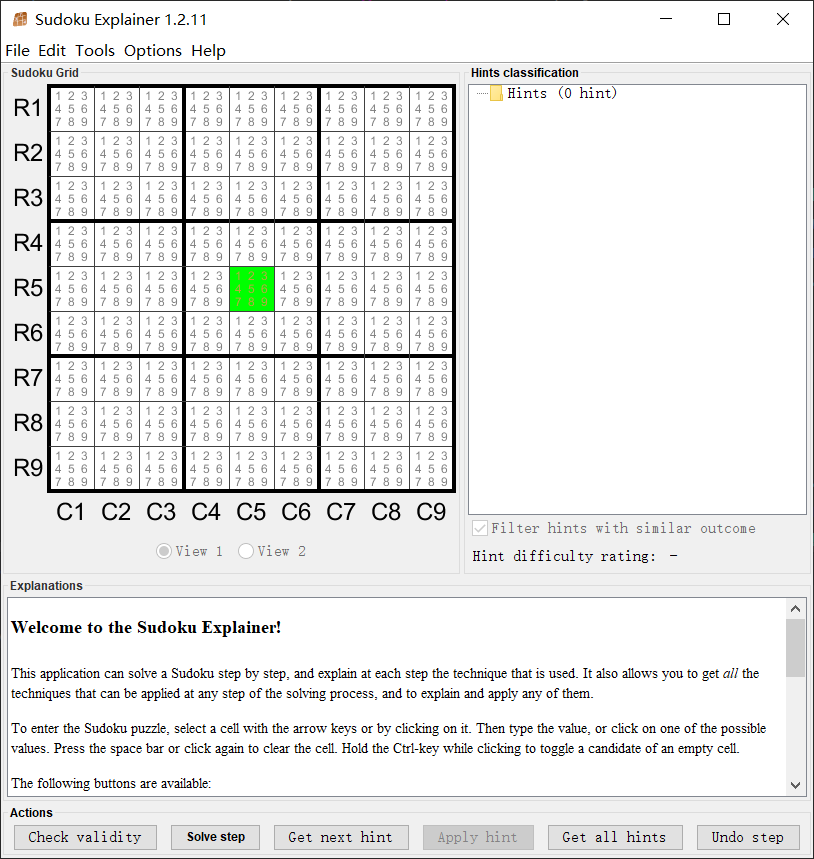 Sudoku Explainer 1.2.11
File Edit Tools Options Help
Sudoku Grid
Hints classification
R1 1 2 3 1 2 3 1 2 3 1 2 3 1 2 3 1 2 3 1 2 3 1 2 3 1 2 3
4 5 6 4 5 6 4 5 6 4 5 6 4 5 6 4 5 6 4 5 6 4 5 6 4 5 6
7 8 9 7 8 9 7 8 9 7 8 9 7 8 9 7 8 9 7 8 9 7 8 9 7 8 9
R2 1 2 3 1 2 3 1 2 3 1 2 3 1 2 3 1 2 3 1 2 3 1 2 3 1 2 3
4 5 6 4 5 6 4 5 6 4 5 6 4 5 6 4 5 6 4 5 6 4 5 6 4 5 6
7 8 9 7 8 9 7 8 9 7 8 9 7 8 9 7 8 9 7 8 9 7 8 9 7 8 9
R3 1 2 3 1 2 3 1 2 3 1 2 3 1 2 3 1 2 3 1 2 3 1 2 3 1 2 3
4 5 6 4 5 6 4 5 6 4 5 6 4 5 6 4 5 6 4 5 6 4 5 6 4 5 6
7 8 9 7 8 9 7 8 9 7 8 9 7 8 9 7 8 9 7 8 9 7 8 9 7 8 9
R4 1 2 3 1 2 3 1 2 3 1 2 3 1 2 3 1 2 3 1 2 3 1 2 3 1 2 3
4 5 6 4 5 6 4 5 6 4 5 6 4 5 6 4 5 6 4 5 6 4 5 6 4 5 6
7 8 9 7 8 9 7 8 9 7 8 9 7 8 9 7 8 9 7 8 9 7 8 9 7 8 9
R5 1 2 3 1 2 3 1 2 3 1 2 3 1 2 3 1 2 3 1 2 3 1 2 3 1 2 3
4 5 6 4 5 6 4 5 6 4 5 6 4 5 6 4 5 6 4 5 6 4 5 6 4 5 6
7 8 9 7 8 9 7 8 9 7 8 9 7 8 9 7 8 9 7 8 9 7 8 9 7 8 9
R6 1 2 3 1 2 3 1 2 3 1 2 3 1 2 3 1 2 3 1 2 3 1 2 3 1 2 3
4 5 6 4 5 6 4 5 6 4 5 6 4 5 6 4 5 6 4 5 6 4 5 6 4 5 6
7 8 9 7 8 9 7 8 9 7 8 9 7 8 9 7 8 9 7 8 9 7 8 9 7 8 9
R7 1 2 3 1 2 3 1 2 3 1 2 3 1 2 3 1 2 3 1 2 3 1 2 3 1 2 3
4 5 6 4 5 6 4 5 6 4 5 6 4 5 6 4 5 6 4 5 6 4 5 6 4 5 6
7 8 9 7 8 9 7 8 9 7 8 9 7 8 9 7 8 9 7 8 9 7 8 9 7 8 9
R8 1 2 3 1 2 3 1 2 3 1 2 3 1 2 3 1 2 3 1 2 3 1 2 3 1 2 3
4 5 6 4 5 6 4 5 6 4 5 6 4 5 6 4 5 6 4 5 6 4 5 6 4 5 6
7 8 9 7 8 9 7 8 9 7 8 9 7 8 9 7 8 9 7 8 9 7 8 9 7 8 9
R9 1 2 3 1 2 3 1 2 3 1 2 3 1 2 3 1 2 3 1 2 3 1 2 3 1 2 3
4 5 6 4 5 6 4 5 6 4 5 6 4 5 6 4 5 6 4 5 6 4 5 6 4 5 6
7 8 9 7 8 9 7 8 9 7 8 9 7 8 9 7 8 9 7 8 9 7 8 9 7 8 9
C1 C2 C3 C4 C5 C6 C7 C8 C9
View 1 View 2
Hints (0 hint)
Filter hints with similar outcome
Hint difficulty rating: -
Explanations
Welcome to the Sudoku Explainer!
This application can solve a Sudoku step by step, and explain at each step the technique that is used. It also allows you to get all the
techniques that can be applied at any step of the solving process, and to explain and apply any of them.
To enter the Sudoku puzzle, select a cell with the arrow keys or by clicking on it. Then type the value, or click on one of the possible
values. Press the space bar or click again to clear the cell. Hold the Ctrl-key while clicking to toggle a candidate of an empty cell.
The following buttons are available:
Actions
Check validity Solve step Get next hint Apply hint Get all hints Undo step